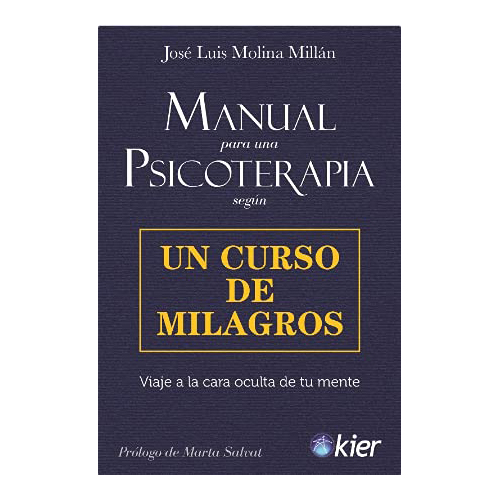 José Luis Molina Millán
MANUAL
para una
PSICOTERAPIA
según
UN CURSO
DE
MILAGROS
Viaje a la cara oculta de tu mente
Prólogo de Marta Salvat
kier